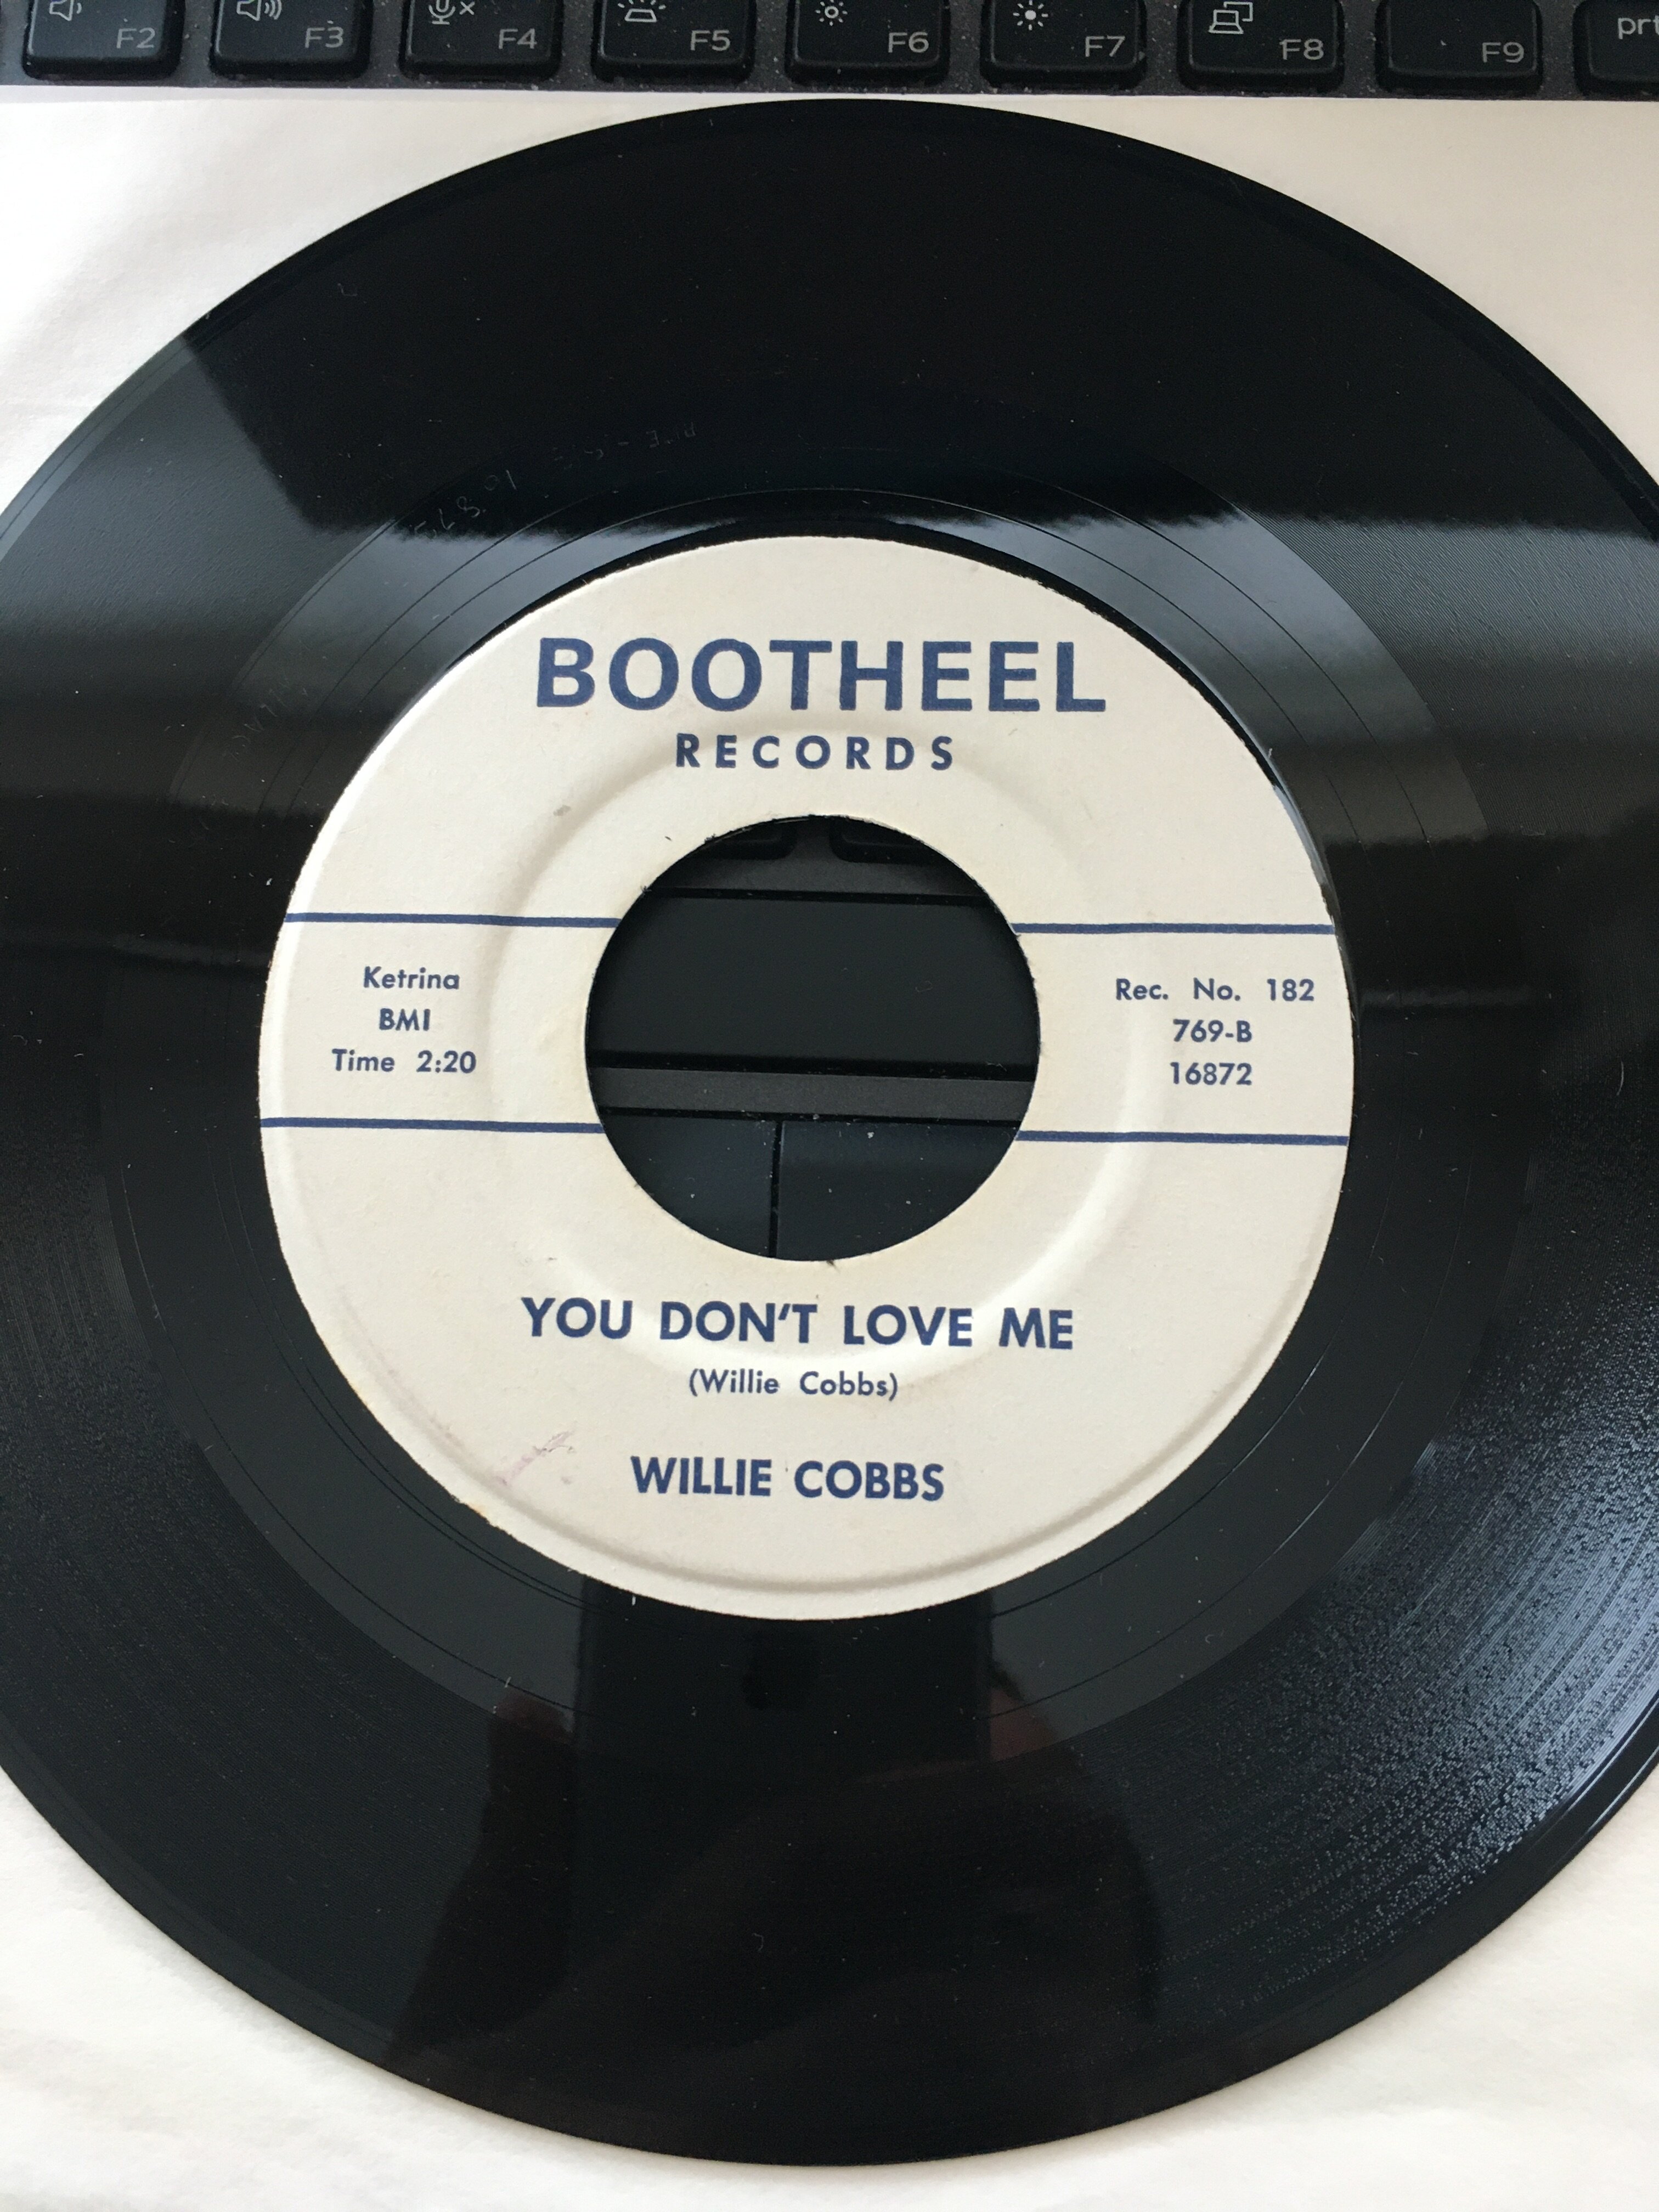 F2 F3 F4 F5 F6 F7 F8 F9
BOOTHEEL
RECORDS
Ketrina
BMI
Time 2:20
Rec. No. 182
769-B
16872
YOU DON'T LOVE ME
(Willie Cobbs)
WILLIE COBBS